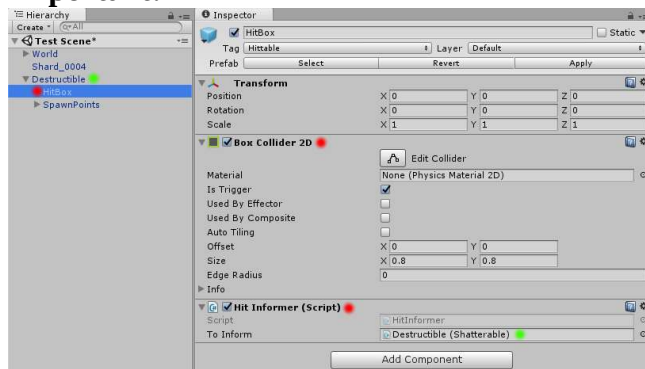 Hierarchy
Create
All
Test Scene*
World
Shard_0004
Destructible
HitBox
SpawnPoints
Inspector
HitBox
Static
Tag Hittable Layer Default
Prefab Select Revert Apply
Transform
Position X 0 Y 0 Z 0
Rotation X 0 Y 0 Z 0
Scale X 1 Y 1 Z 1
Box Collider 2D
Edit Collider
Material None (Physics Material 2D)
Is Trigger
Used By Effector
Used By Composite
Auto Tiling
Offset X 0 Y 0
Size X 0.8 Y 0.8
Edge Radius 0
Info
Hit Informer (Script)
Script HitInformer
To Inform Destructible (Shatterable)
Add Component